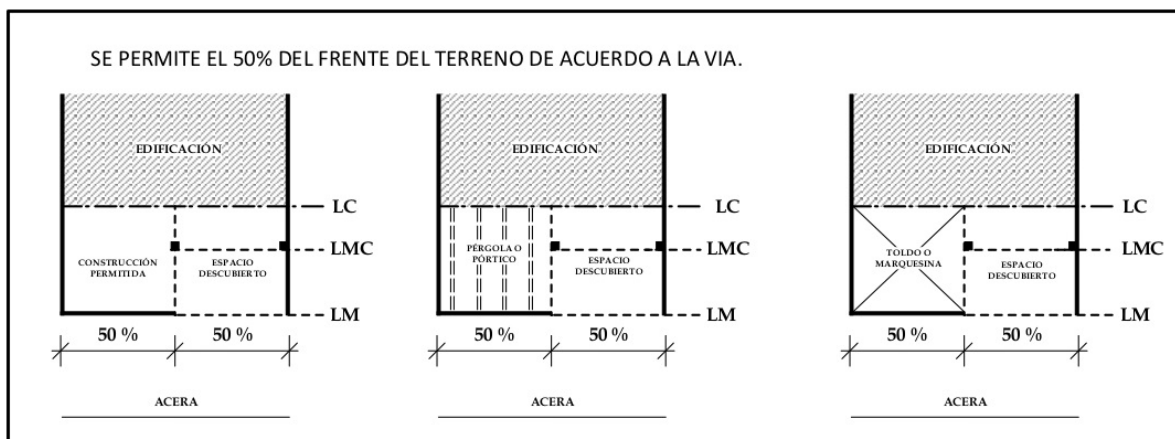 SE PERMITE EL 50% DEL FRENTE DEL TERRENO DE ACUERDO A LA VIA.
EDIFICACIÓN
LC
CONSTRUCCIÓN
PERMITIDA
ESPACIO
DESCUBIERTO
LMC
LM
50 %
50 %
ACERA
EDIFICACIÓN
LC
PÉRGOLA O
PÓRTICO
ESPACIO
DESCUBIERTO
LMC
LM
50 %
50 %
ACERA
EDIFICACIÓN
LC
TOLDO O
MARQUESINA
ESPACIO
DESCUBIERTO
LMC
LM
50 %
50 %
ACERA